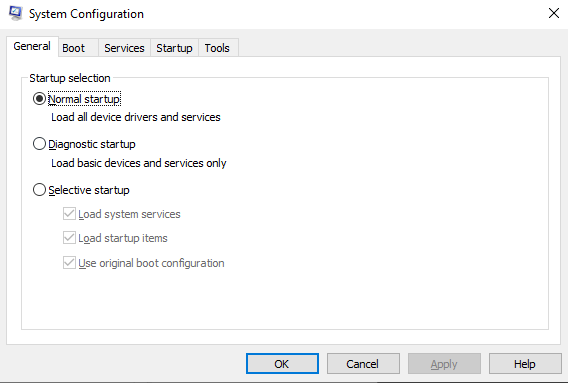 System Configuration
General Boot Services Startup Tools
Startup selection
Normal startup
Load all device drivers and services
Diagnostic startup
Load basic devices and services only
Selective startup
Load system services
Load startup items
Use original boot configuration
OK Cancel Apply Help